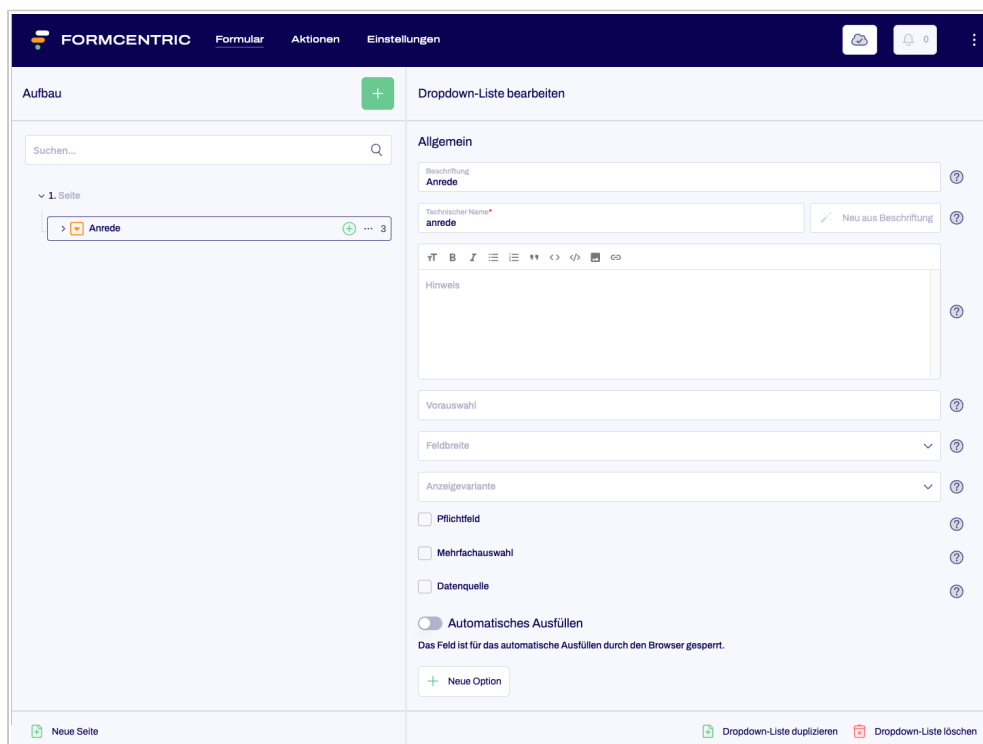 FORMCENTRIC Formular Aktionen Einstellungen 0
Aufbau
Dropdown-Liste bearbeiten
Suchen...
1. Seite
Anrede 3
Allgemein
Beschriftung
Anrede
Technischer Name*
anrede
Neu aus Beschriftung
Hinweis
Vorauswahl
Feldbreite
Anzeigevariante
Pflichtfeld
Mehrfachauswahl
Datenquelle
Automatisches Ausfüllen
Das Feld ist für das automatische Ausfüllen durch den Browser gesperrt.
Neue Option
Neue Seite
Dropdown-Liste duplizieren
Dropdown-Liste löschen